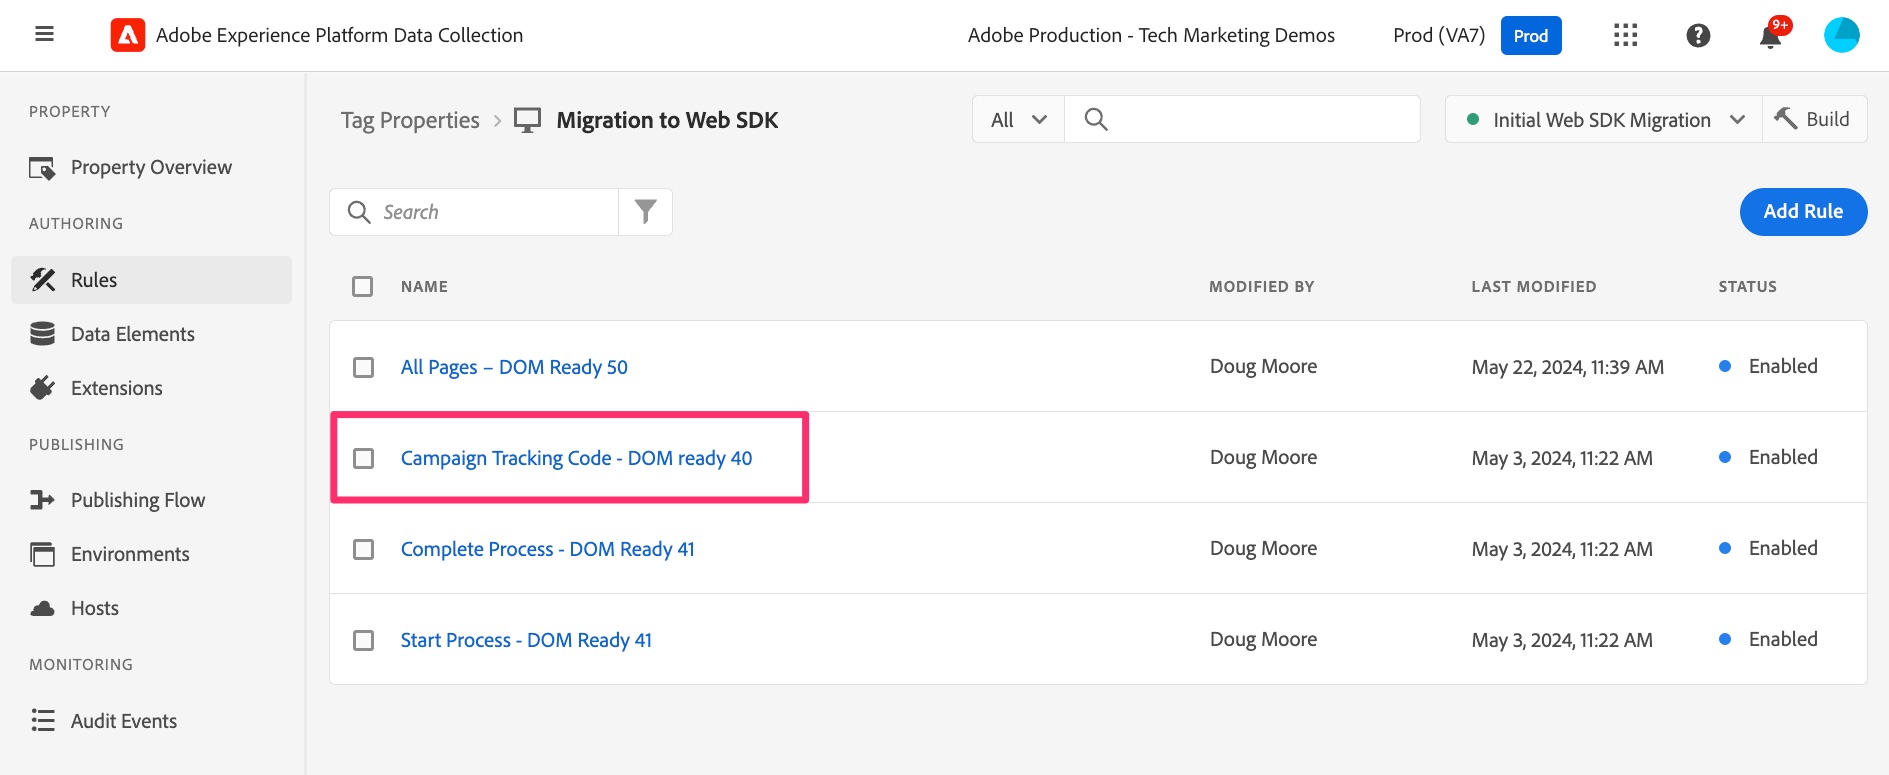 Adobe Experience Platform Data Collection
Adobe Production - Tech Marketing Demos
Prod (VA7)
Prod
9+
PROPERTY
Property Overview
AUTHORING
Rules
Data Elements
Extensions
PUBLISHING
Publishing Flow
Environments
Hosts
MONITORING
Audit Events
Tag Properties > Migration to Web SDK
All
Initial Web SDK Migration
Build
Search
Add Rule
NAME MODIFIED BY LAST MODIFIED STATUS
All Pages – DOM Ready 50 Doug Moore May 22, 2024, 11:39 AM Enabled
Campaign Tracking Code - DOM ready 40 Doug Moore May 3, 2024, 11:22 AM Enabled
Complete Process - DOM Ready 41 Doug Moore May 3, 2024, 11:22 AM Enabled
Start Process - DOM Ready 41 Doug Moore May 3, 2024, 11:22 AM Enabled